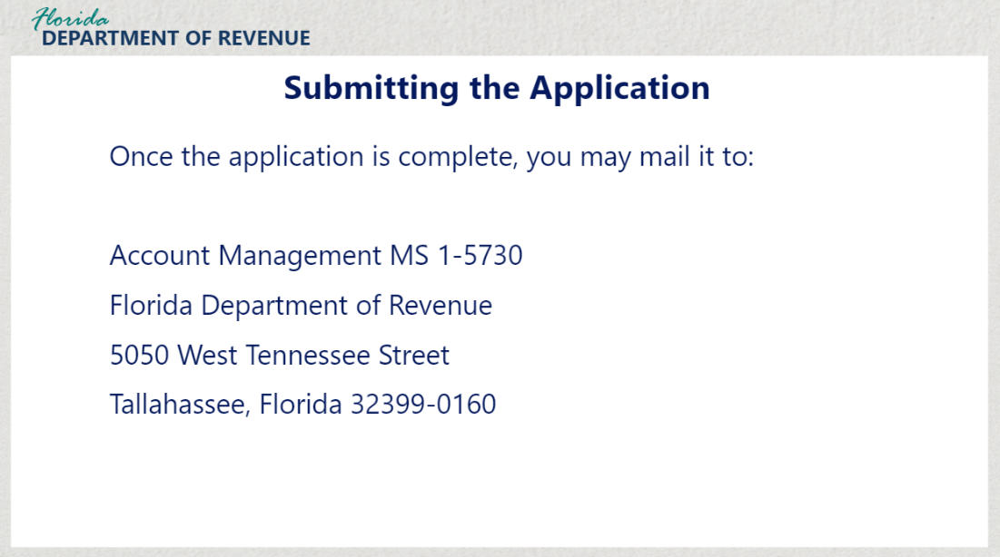 Florida
DEPARTMENT OF REVENUE
Submitting the Application
Once the application is complete, you may mail it to:
Account Management MS 1-5730
Florida Department of Revenue
5050 West Tennessee Street
Tallahassee, Florida 32399-0160